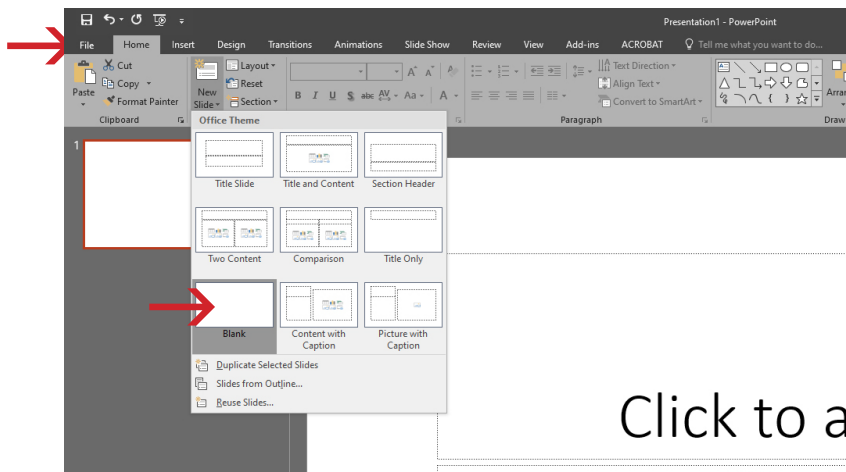 Presentation1 - PowerPoint
File Home Insert Design Transitions Animations Slide Show Review View Add-ins ACROBAT Tell me what you want to do...
Cut
Copy
Format Painter
Paste
Clipboard
New
Slide
Layout
Reset
Section
B I U S abc AV Aa A
Text Direction
Align Text
Convert to SmartArt
Paragraph
Arran
Draw
1
Office Theme
Title Slide Title and Content Section Header
Two Content Comparison Title Only
Blank Content with Caption Picture with Caption
Duplicate Selected Slides
Slides from Outline...
Reuse Slides...
Click to a